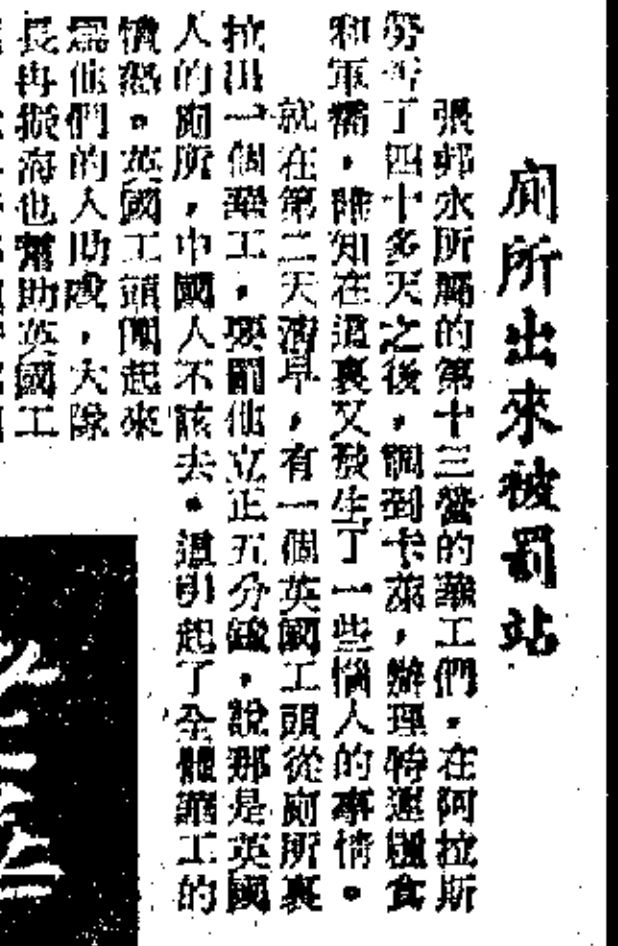 廁所出來被罰站
張邦永所屬的第十三營的華工們，在阿拉斯
勞苦了四十多天之後，調到卡萊，辦理特運糧食
和軍需，誰知在這裏又發生了一些惱人的事情。
就在第二天清早，有一個英國工頭從廁所裏
拉出一個華工，要罰他立正五分鐘，說那是英國
人的廁所，中國人不該去。這引起了全體華工的
憤怒。英國工頭鬧起來
他們的人助威，大隊
長冉振海也幫助英國工